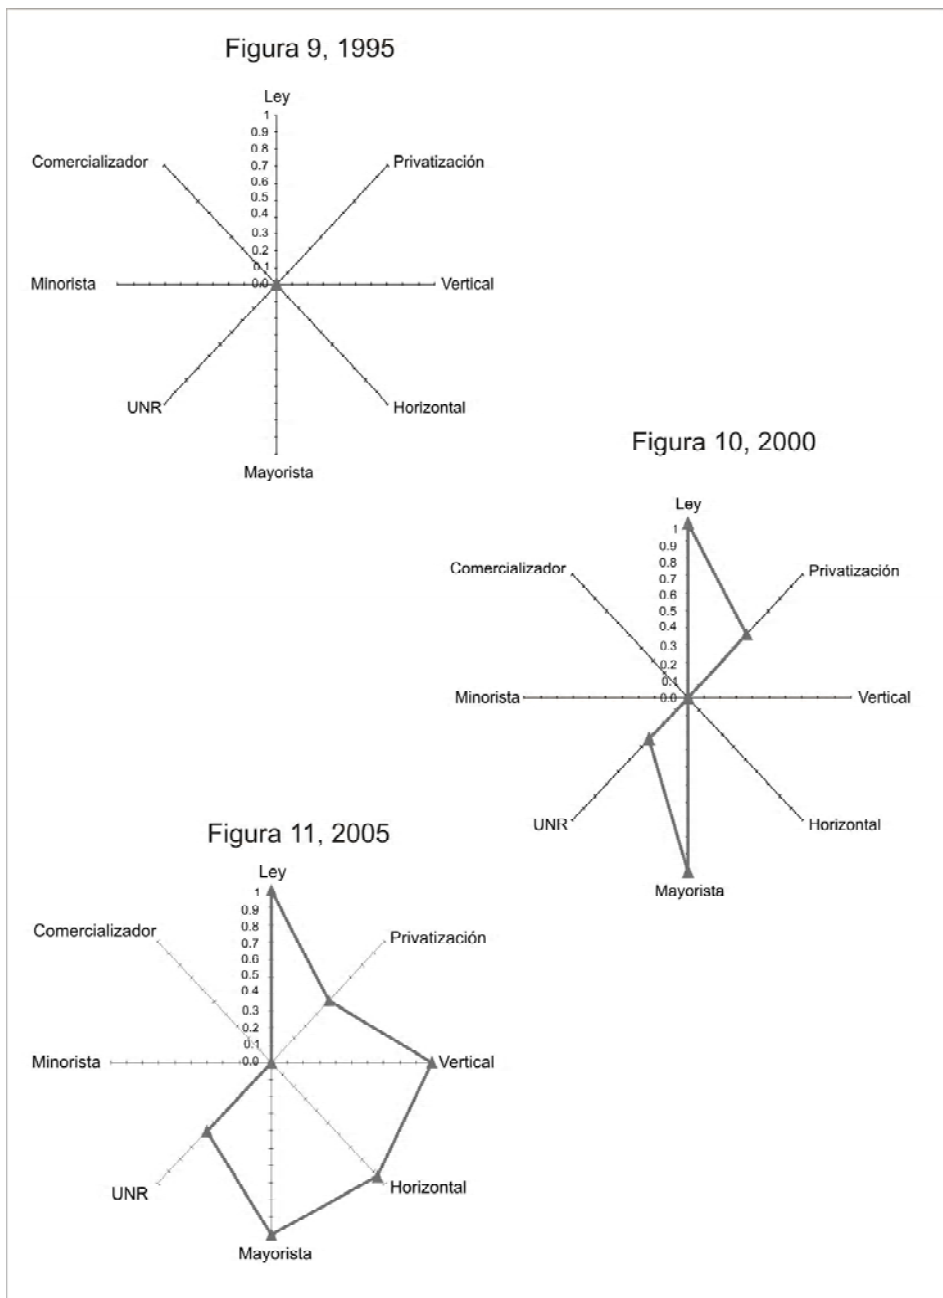 Figura 9, 1995
Ley
1
0.9
0.8
0.7
0.6
0.5
0.4
0.3
0.2
0.1
0.0
Comercializador
Privatización
Minorista
Vertical
UNR
Horizontal
Mayorista
Figura 10, 2000
Ley
1
0.9
0.8
0.7
0.6
0.5
0.4
0.3
0.2
0.1
0.0
Comercializador
Privatización
Minorista
Vertical
UNR
Horizontal
Mayorista
Figura 11, 2005
Ley
1
0.9
0.8
0.7
0.6
0.5
0.4
0.3
0.2
0.1
0.0
Comercializador
Privatización
Minorista
Vertical
UNR
Horizontal
Mayorista